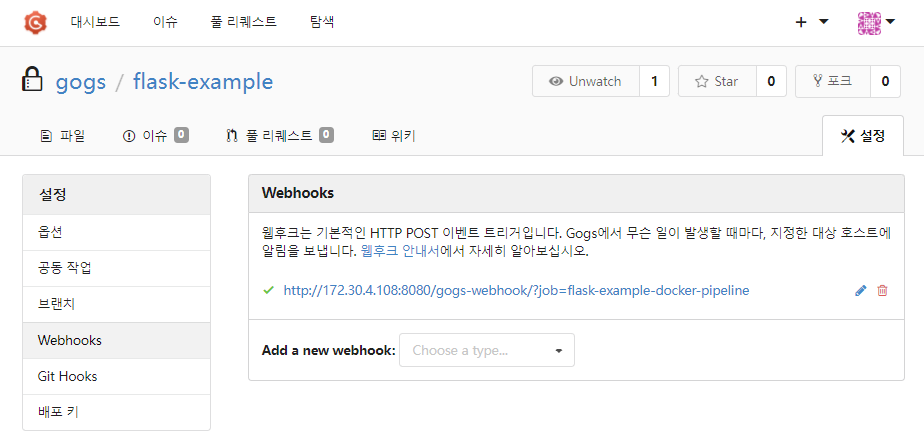 대시보드 이슈 풀 리퀘스트 탐색
gogs / flask-example
Unwatch 1 Star 0 포크 0
파일 이슈 0 풀 리퀘스트 0 위키 설정
설정
옵션
공동 작업
브랜치
Webhooks
Git Hooks
배포 키
Webhooks
웹후크는 기본적인 HTTP POST 이벤트 트리거입니다. Gogs에서 무슨 일이 발생할 때마다, 지정한 대상 호스트에
알림을 보냅니다. 웹후크 안내서에서 자세히 알아보십시오.
http://172.30.4.108:8080/gogs-webhook/?job=flask-example-docker-pipeline
Add a new webhook: Choose a type...